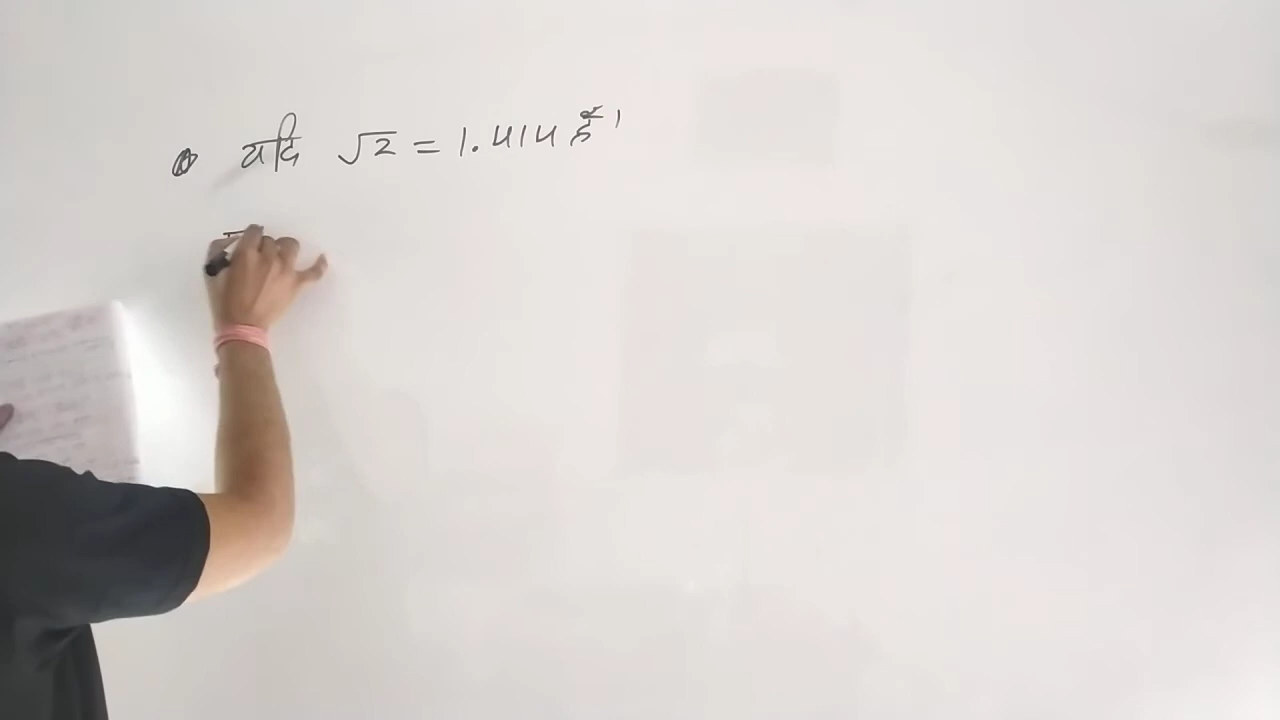 यदि √2 = 1.414 है,